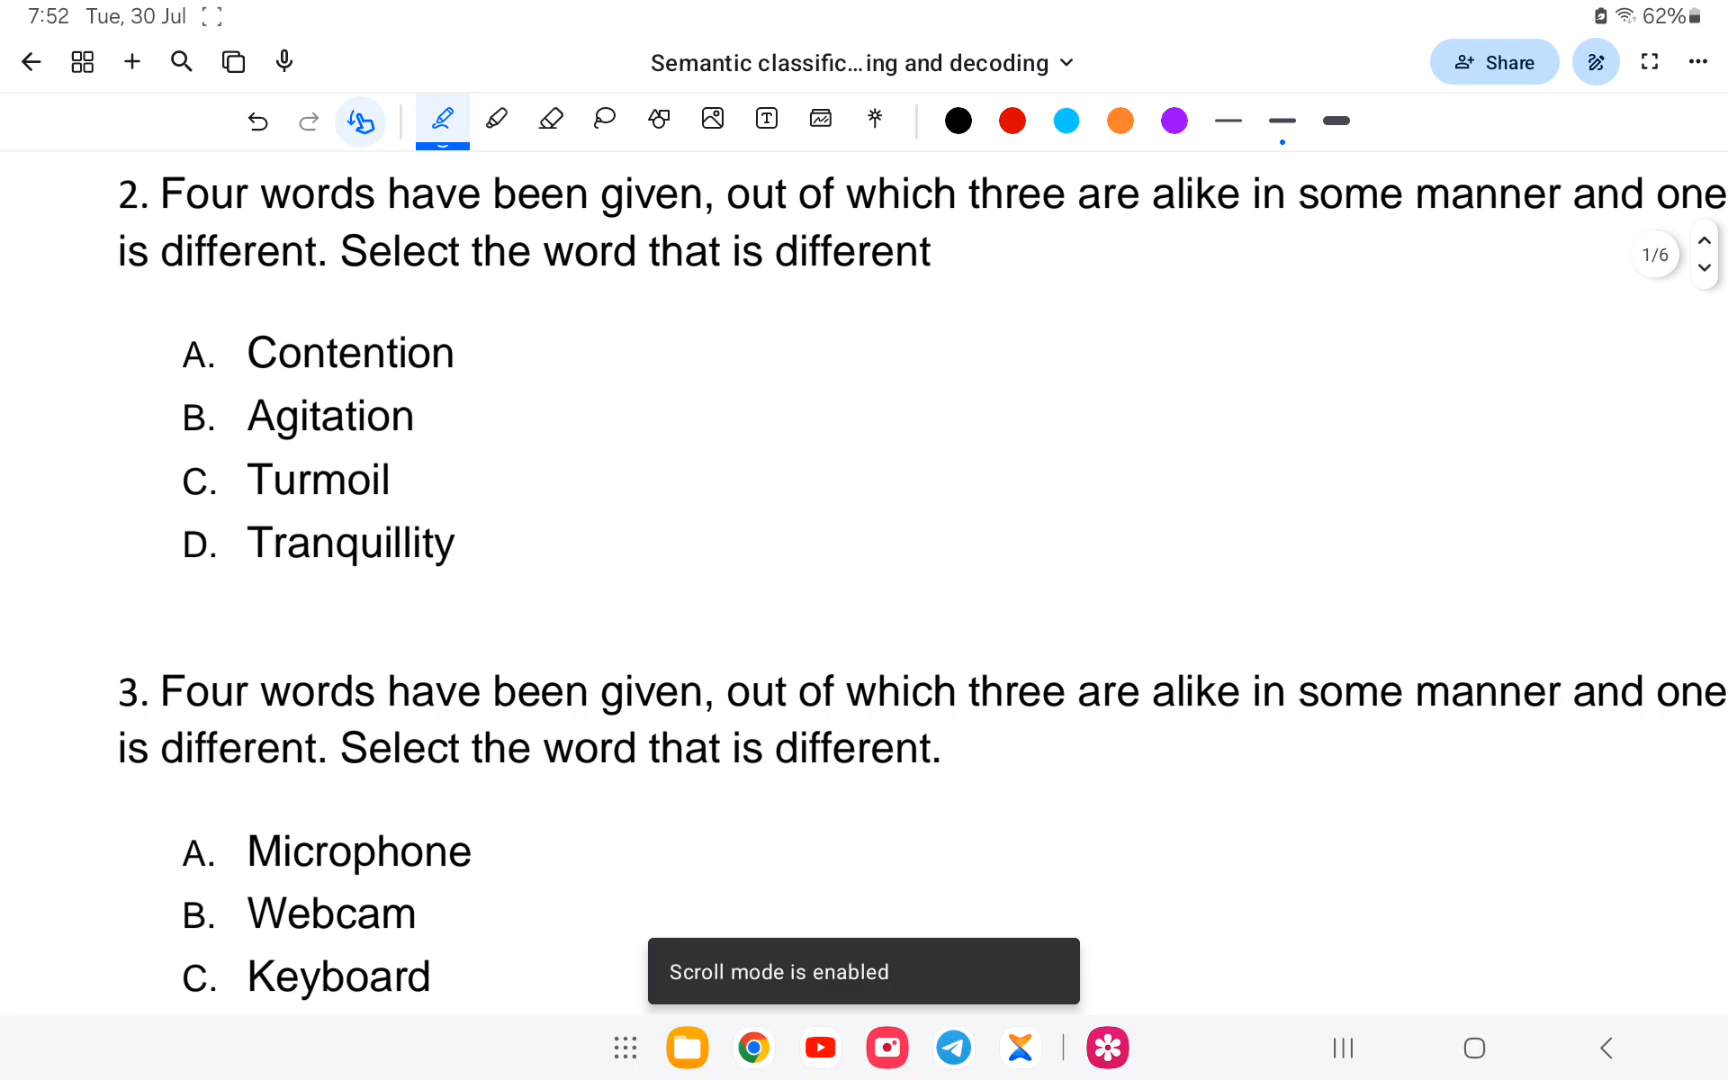 7:52 Tue, 30 Jul
62%
Semantic classific...ing and decoding
Share
2. Four words have been given, out of which three are alike in some manner and one
is different. Select the word that is different
1/6
A. Contention
B. Agitation
C. Turmoil
D. Tranquillity
3. Four words have been given, out of which three are alike in some manner and one
is different. Select the word that is different.
A. Microphone
B. Webcam
C. Keyboard
Scroll mode is enabled